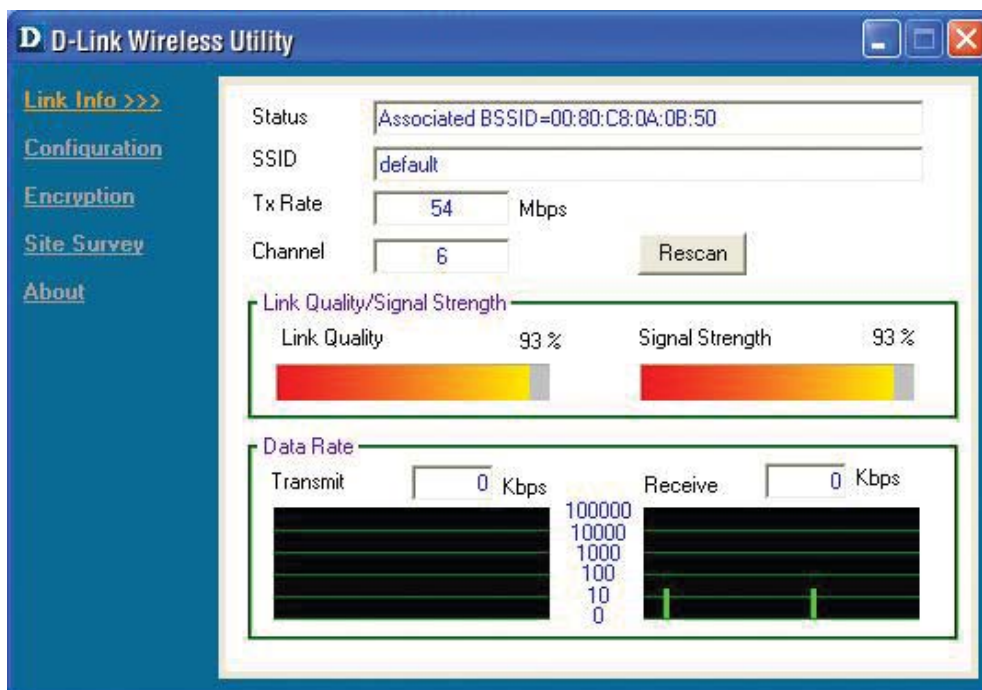 D D-Link Wireless Utility
Link Info >>>
Configuration
Encryption
Site Survey
About
Status Associated BSSID=00:80:C8:0A:0B:50
SSID default
Tx Rate 54 Mbps
Channel 6 Rescan
Link Quality/Signal Strength
Link Quality 93 % Signal Strength 93 %
Data Rate
Transmit 0 Kbps Receive 0 Kbps
100000
10000
1000
100
10
0